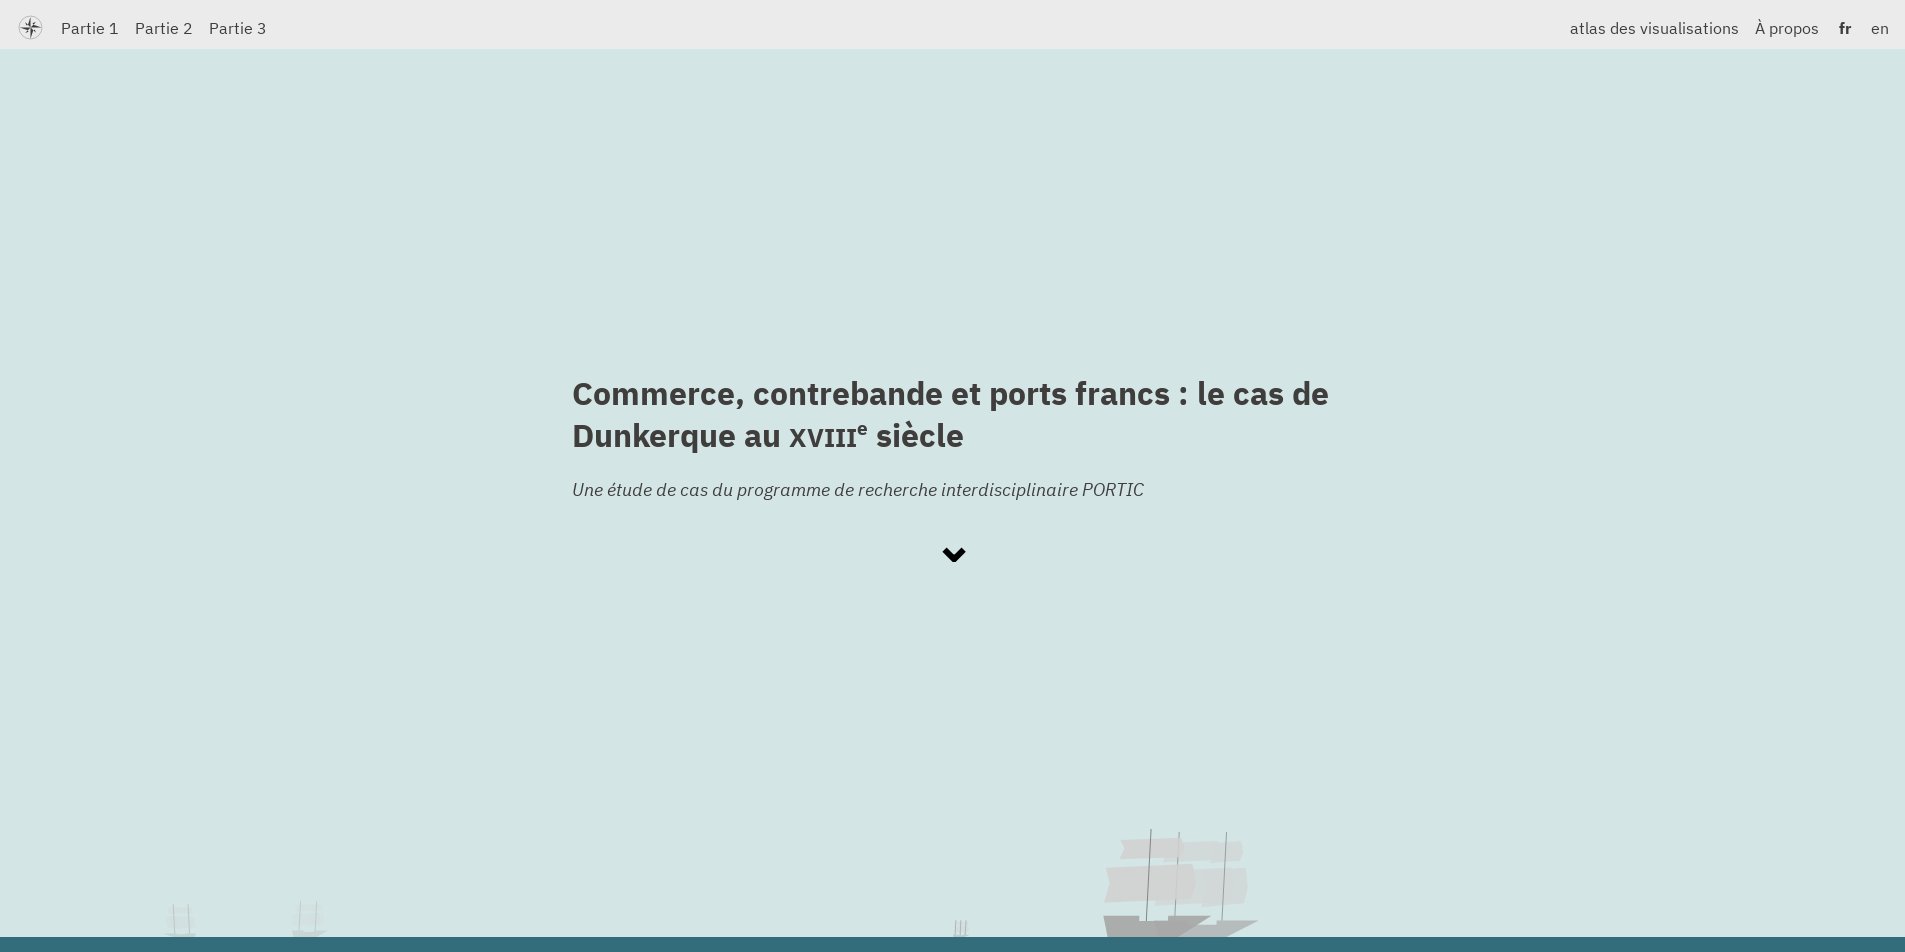 Partie 1 Partie 2 Partie 3 atlas des visualisations À propos fr en
Commerce, contrebande et ports francs : le cas de
Dunkerque au XVIIIe siècle
Une étude de cas du programme de recherche interdisciplinaire PORTIC